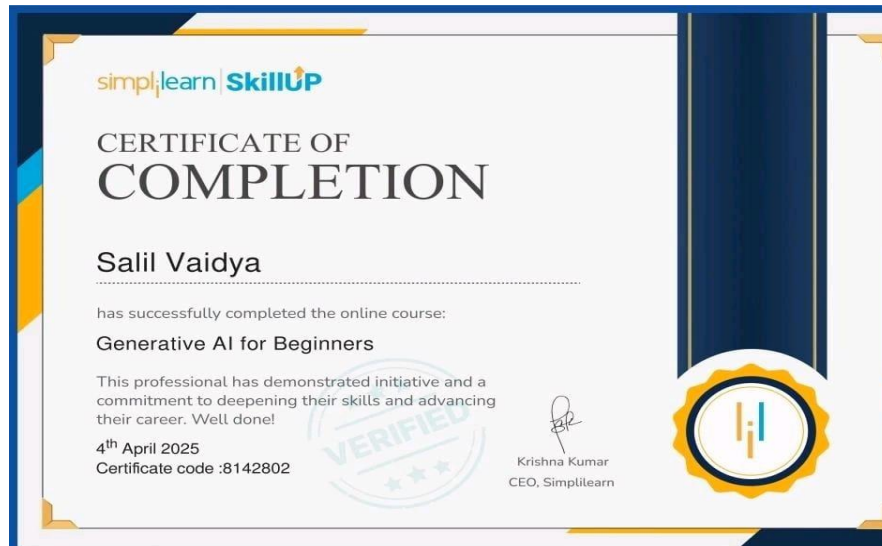 simplilearn | SkillUP
CERTIFICATE OF
COMPLETION
Salil Vaidya
has successfully completed the online course:
Generative AI for Beginners
This professional has demonstrated initiative and a
commitment to deepening their skills and advancing
their career. Well done!
4th April 2025
Certificate code :8142802
VERIFIED
Krishna Kumar
CEO, Simplilearn